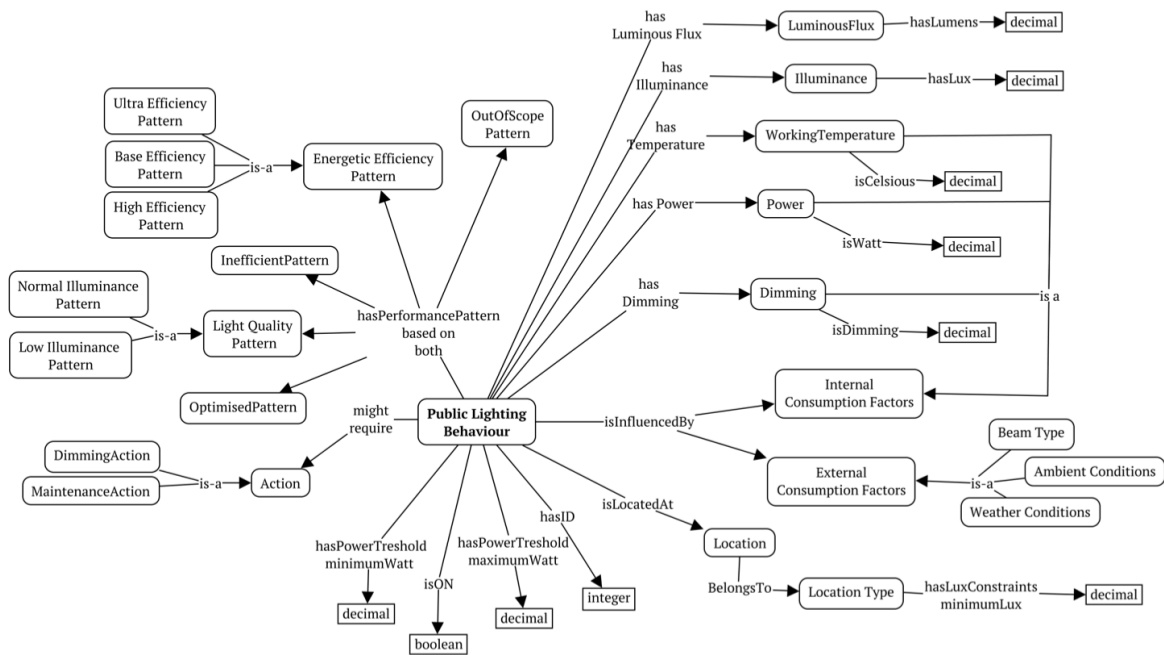 has
Luminous Flux
LuminousFlux
hasLumens
decimal
has
Illuminance
Illuminance
hasLux
decimal
Ultra Efficiency
Pattern
Base Efficiency
Pattern
High Efficiency
Pattern
is-a
Energetic Efficiency
Pattern
OutOfScope
Pattern
has
Temperature
WorkingTemperature
isCelsious
decimal
has Power
Power
isWatt
decimal
InefficientPattern
Normal Illuminance
Pattern
Low Illuminance
Pattern
is-a
Light Quality
Pattern
hasPerformancePattern
based on
both
has
Dimming
Dimming
isDimming
decimal
is a
OptimisedPattern
might
require
Public Lighting
Behaviour
isInfluencedBy
Internal
Consumption Factors
External
Consumption Factors
is-a
Beam Type
Ambient Conditions
Weather Conditions
DimmingAction
MaintenanceAction
is-a
Action
hasPowerTreshold
minimumWatt
decimal
isON
boolean
hasPowerTreshold
maximumWatt
decimal
hasID
integer
isLocatedAt
Location
BelongsTo
Location Type
hasLuxConstraints
minimumLux
decimal